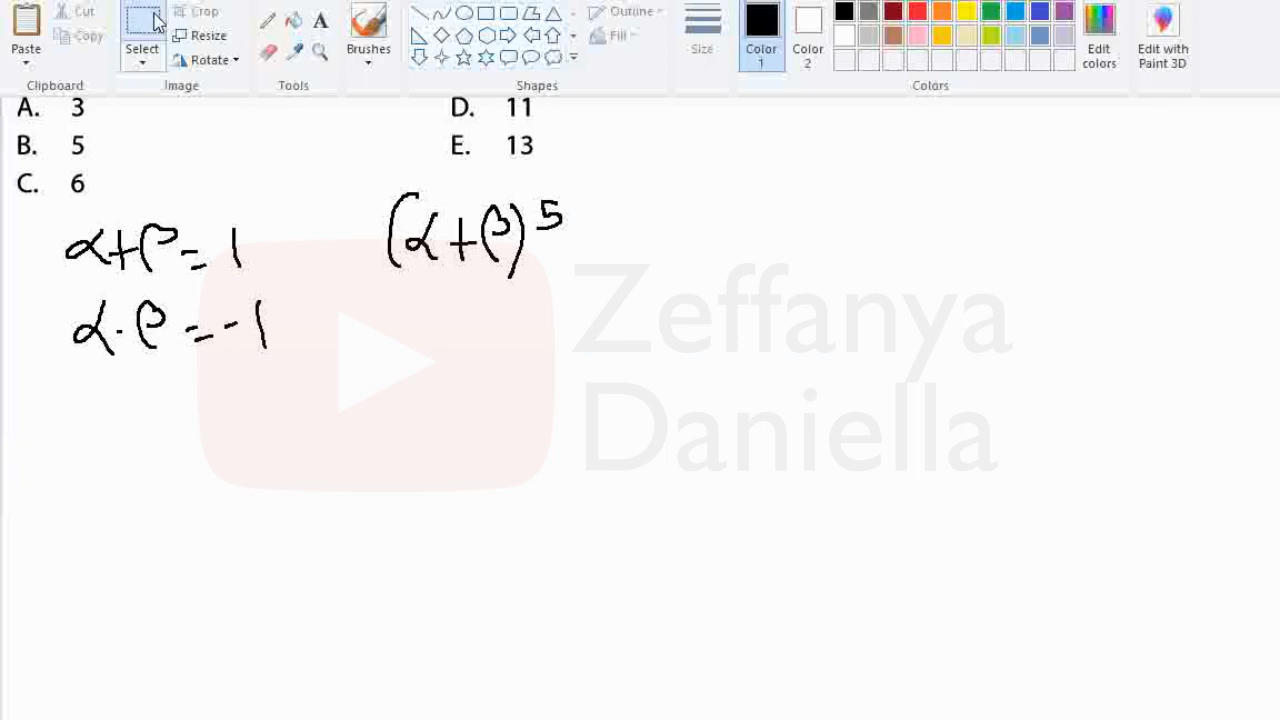 Paste
Cut
Copy
Clipboard
Select
Crop
Resize
Rotate
Image
A
Tools
Brushes
Shapes
Outline
Fill
Size
Color 1
Color 2
Edit colors
Edit with Paint 3D
Colors
A. 3
D. 11
B. 5
E. 13
C. 6
α+β = 1
(α+β)⁵
α·β = -1
Zeffanya
Daniella